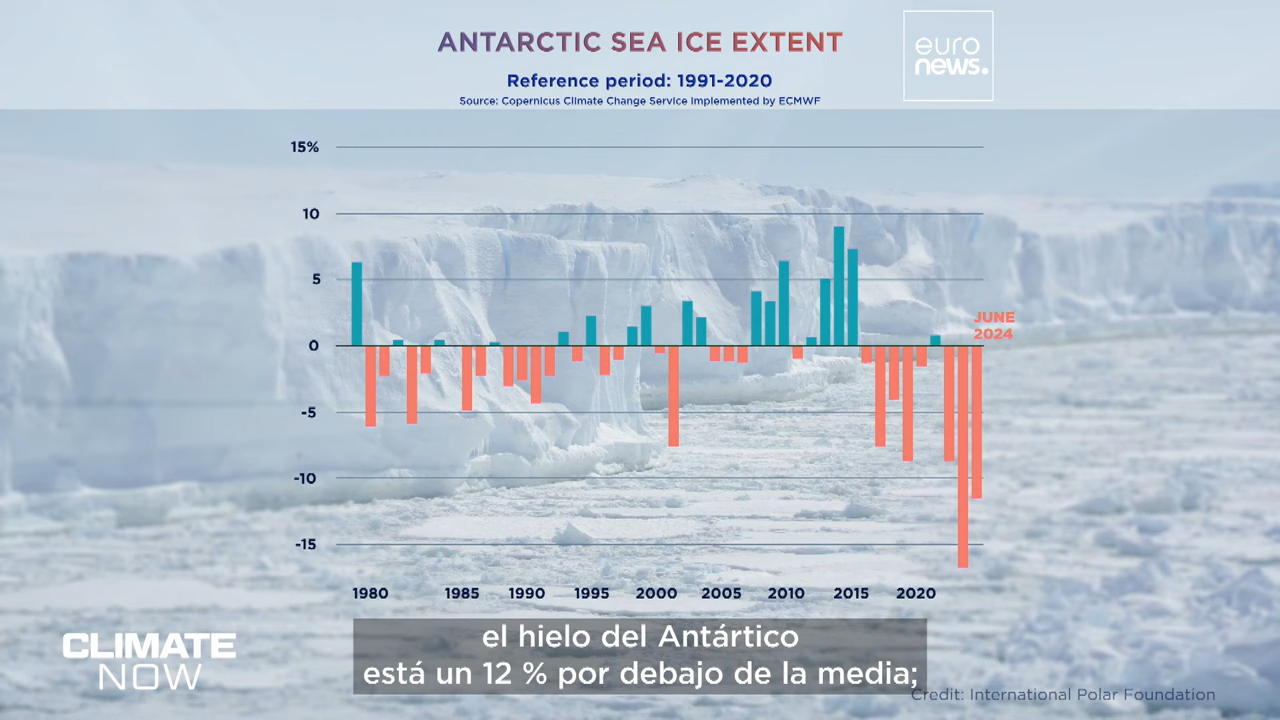 ANTARCTIC SEA ICE EXTENT
euro
news.
Reference period: 1991-2020
Source: Copernicus Climate Change Service implemented by ECMWF
15%
10
5
JUNE
2024
0
-5
-10
-15
1980 1985 1990 1995 2000 2005 2010 2015 2020
CLIMATE
NOW
el hielo del Antártico
está un 12 % por debajo de la media;
Credit: International Polar Foundation